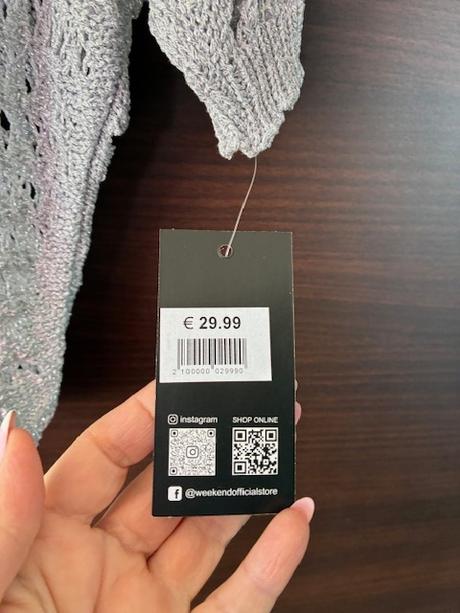 € 29.99
2 100000 029990
instagram
SHOP ONLINE
@weekendofficialstore